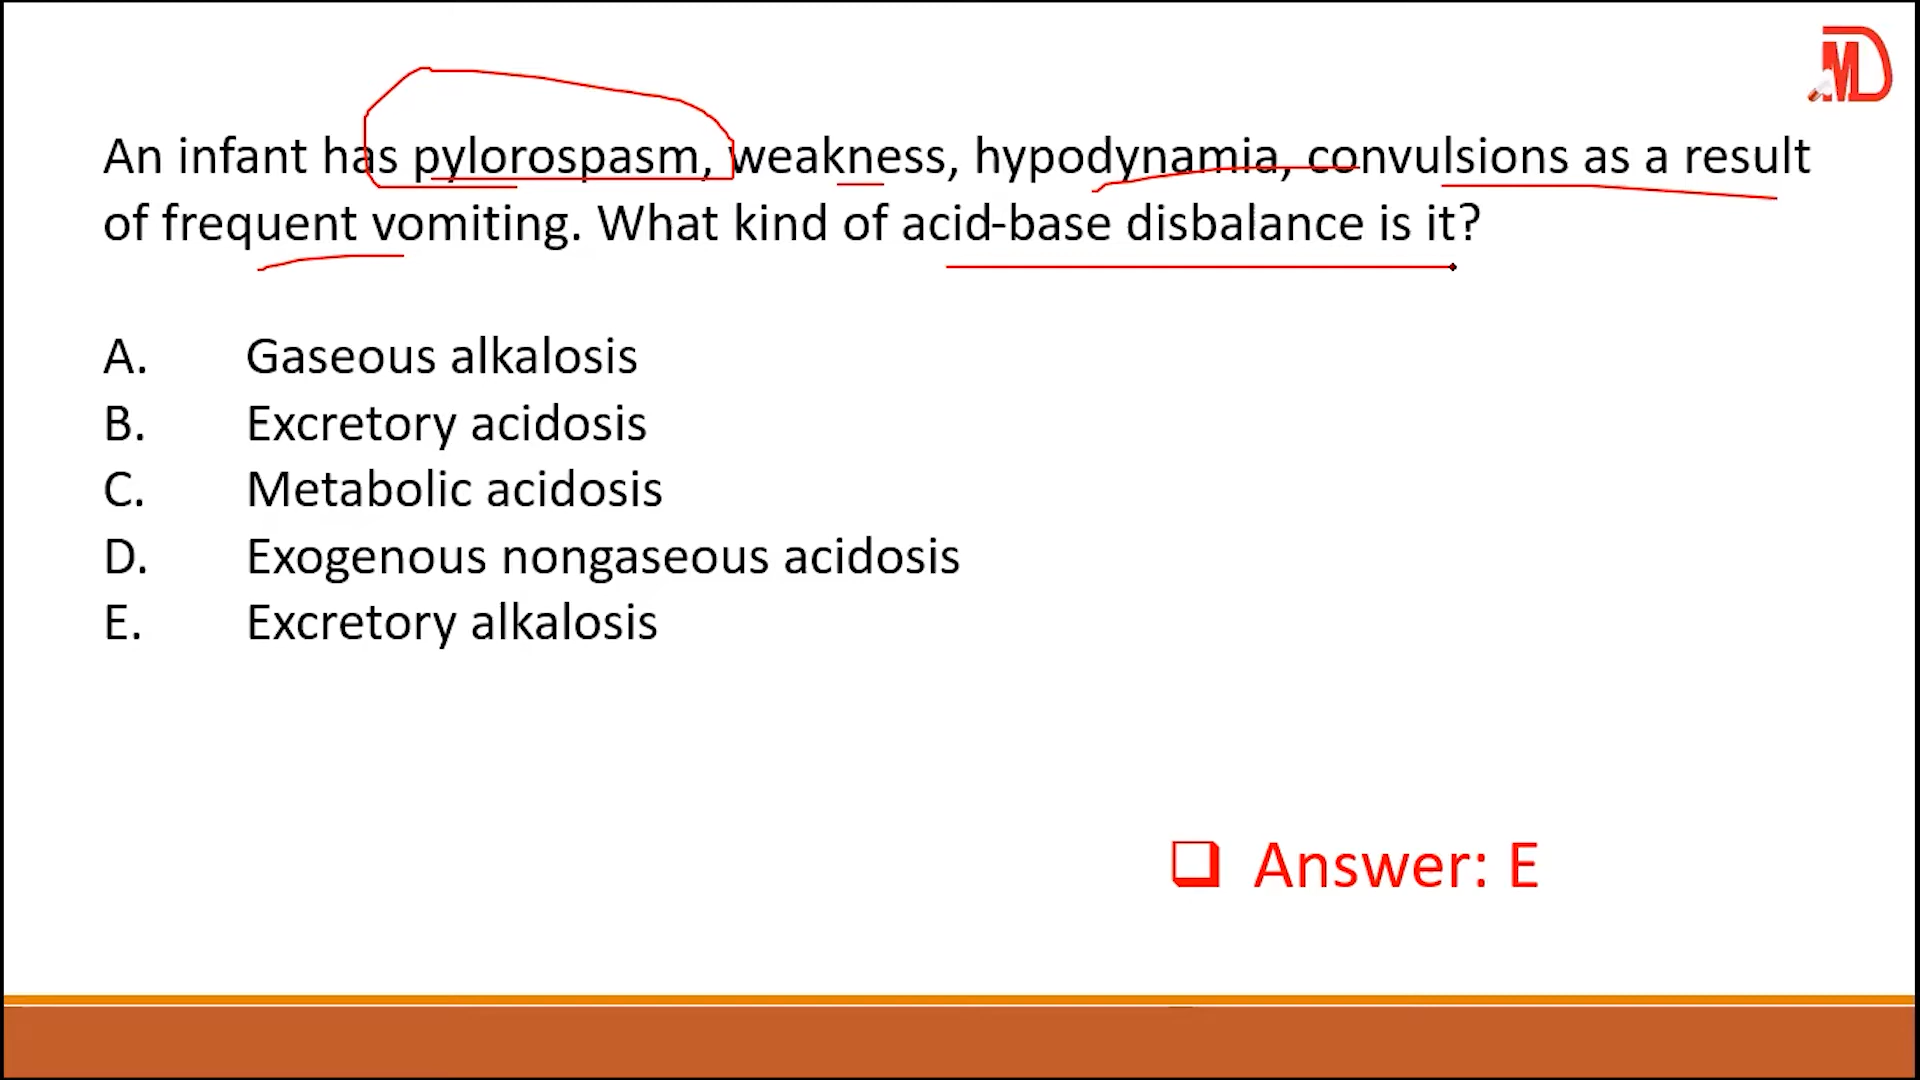 MD
An infant has pylorospasm, weakness, hypodynamia, convulsions as a result
of frequent vomiting. What kind of acid-base disbalance is it?
A. Gaseous alkalosis
B. Excretory acidosis
C. Metabolic acidosis
D. Exogenous nongaseous acidosis
E. Excretory alkalosis
Answer: E